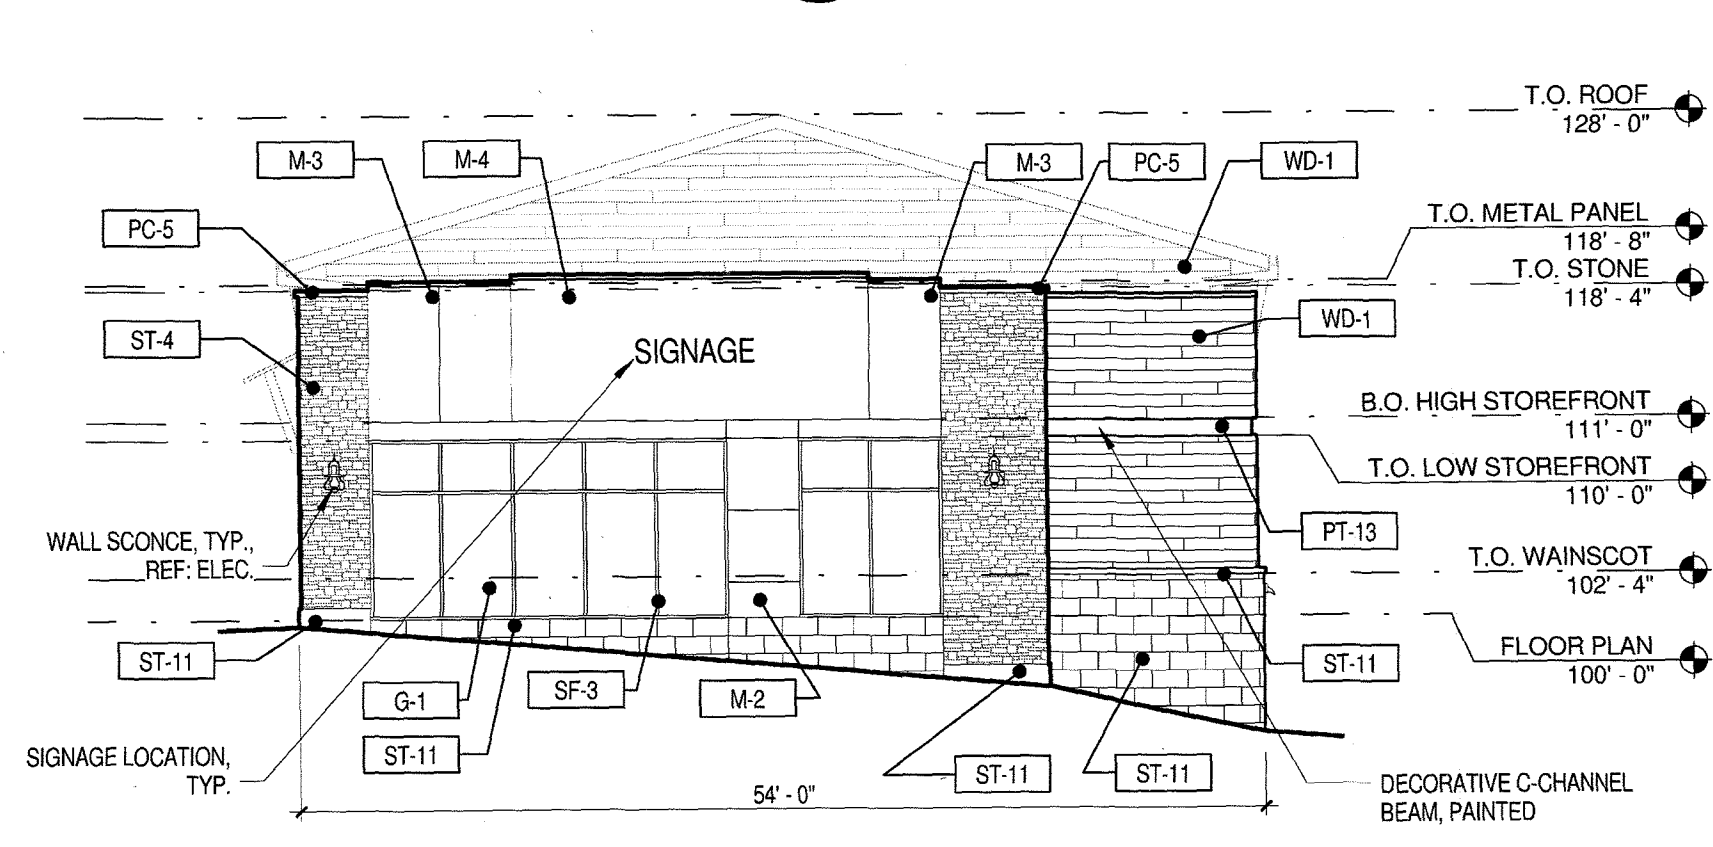 T.O. ROOF
128' - 0"
M-3
M-4
M-3
PC-5
WD-1
T.O. METAL PANEL
118' - 8"
PC-5
T.O. STONE
118' - 4"
ST-4
WD-1
SIGNAGE
B.O. HIGH STOREFRONT
111' - 0"
T.O. LOW STOREFRONT
110' - 0"
PT-13
WALL SCONCE, TYP.,
REF: ELEC.
T.O. WAINSCOT
102' - 4"
ST-11
FLOOR PLAN
100' - 0"
ST-11
G-1
SF-3
M-2
ST-11
SIGNAGE LOCATION,
TYP.
ST-11
ST-11
54' - 0"
DECORATIVE C-CHANNEL
BEAM, PAINTED